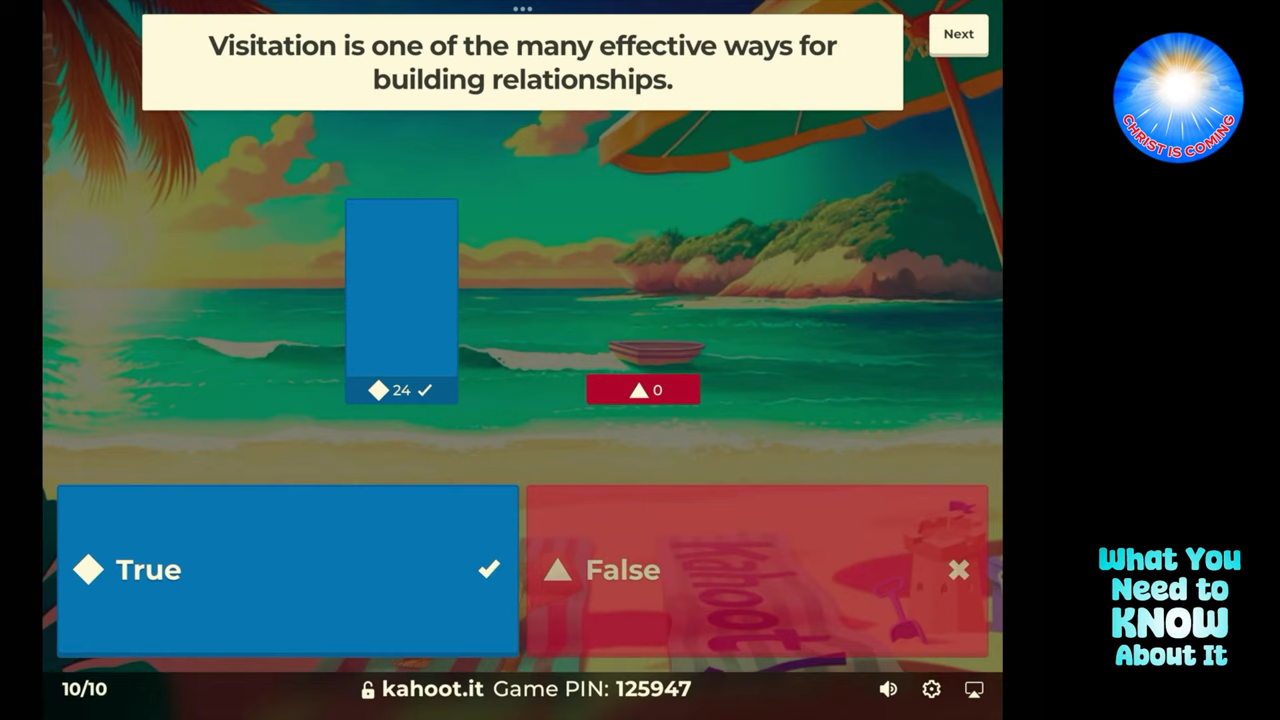 Visitation is one of the many effective ways for
building relationships.
Next
CHRIST IS COMING
24
0
True
False
Kahoot
What You
Need to
KNOW
About It
10/10
kahoot.it Game PIN: 125947